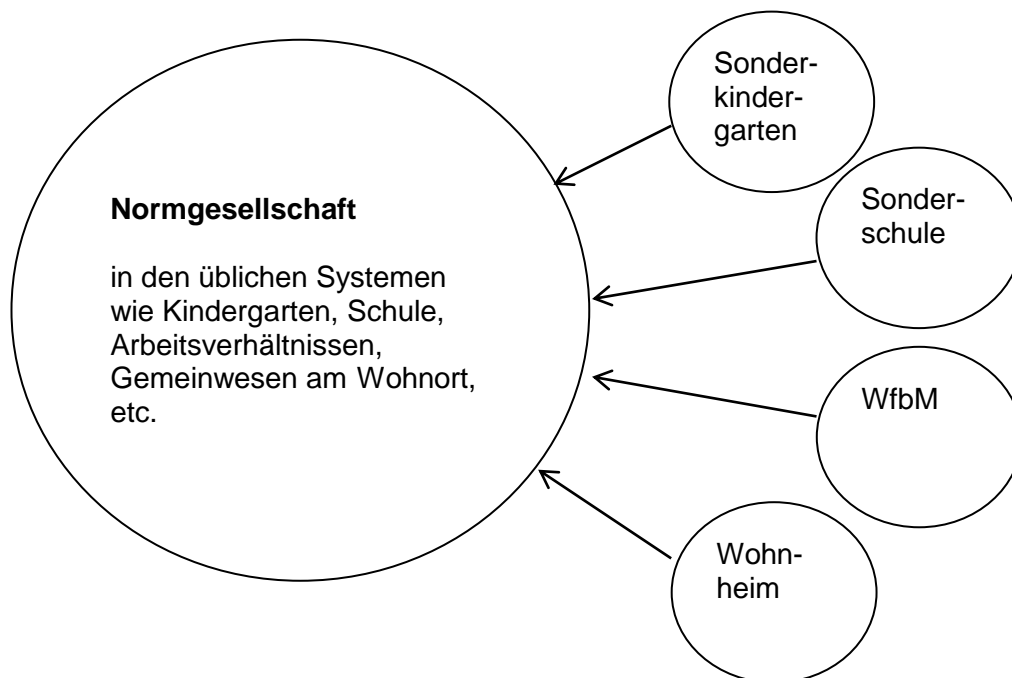 Normgesellschaft
in den üblichen Systemen
wie Kindergarten, Schule,
Arbeitsverhältnissen,
Gemeinwesen am Wohnort,
etc.
Sonder-
kinder-
garten
Sonder-
schule
WfbM
Wohn-
heim